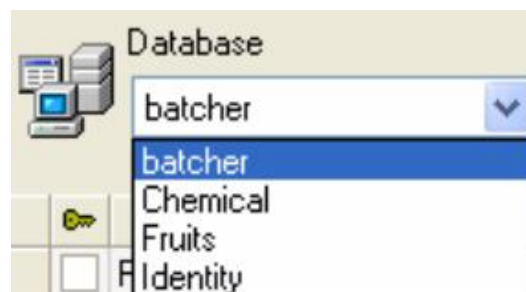 Database
batcher
batcher
Chemical
Fruits
Identity